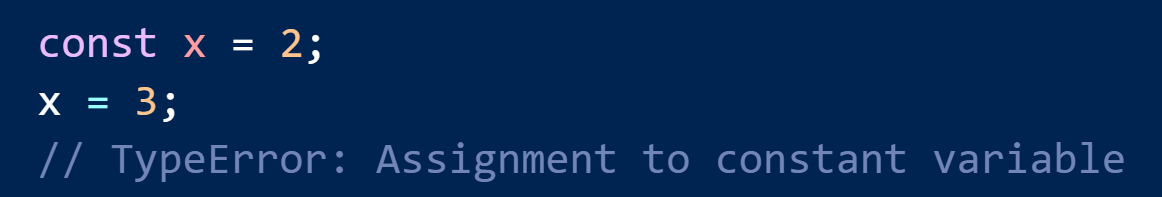 const x = 2;
x = 3;
// TypeError: Assignment to constant variable